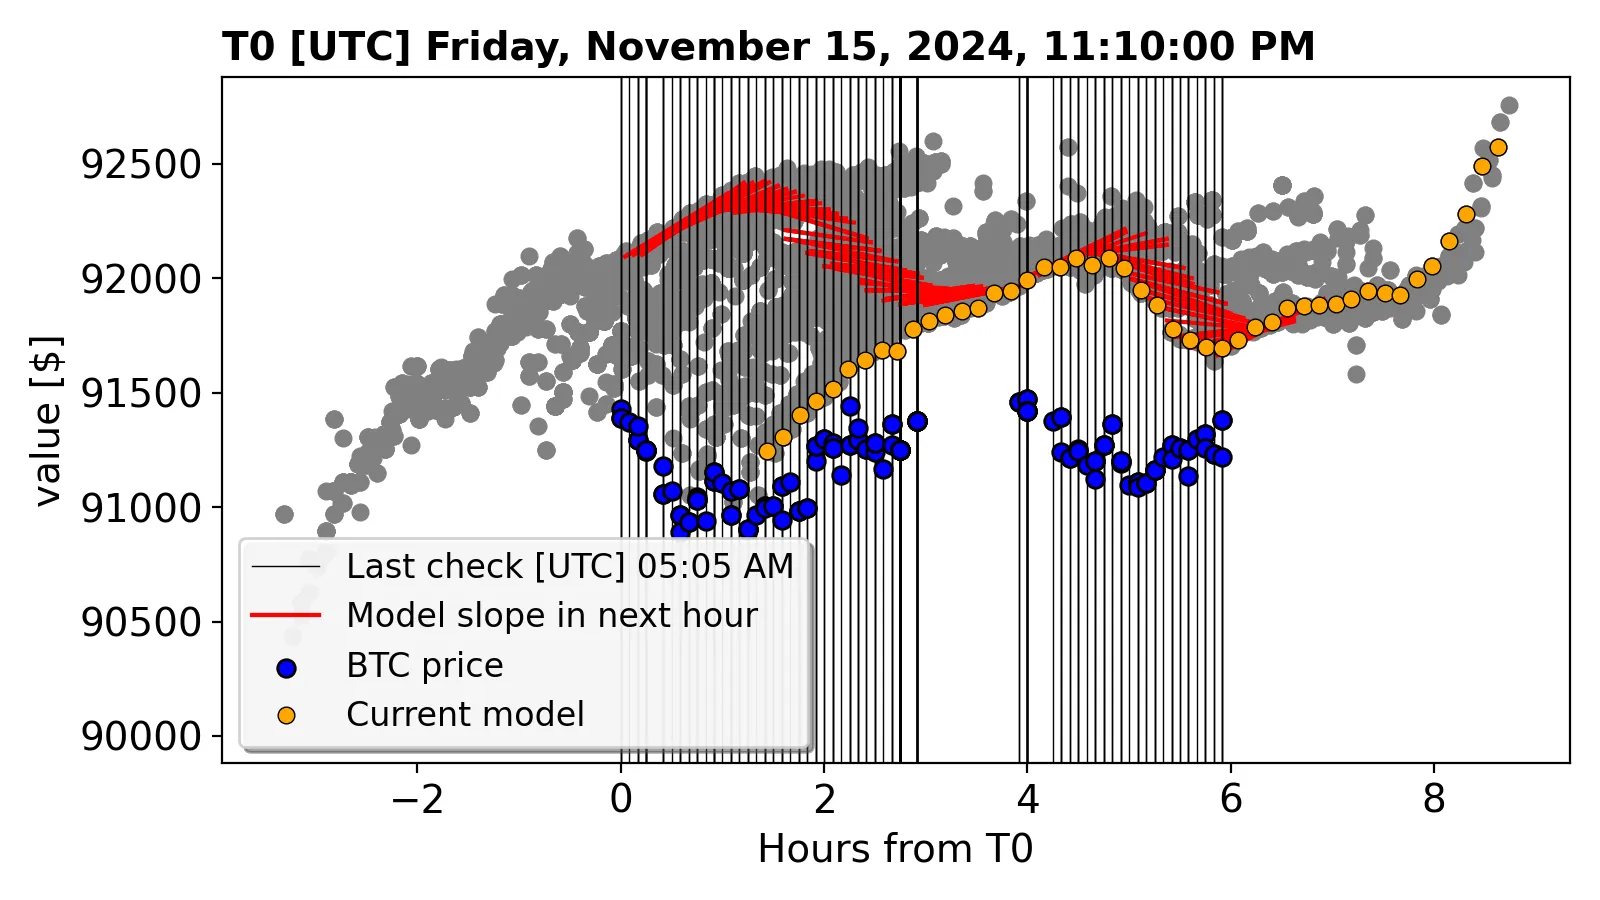 T0 [UTC] Friday, November 15, 2024, 11:10:00 PM
value [$]
92500
92000
91500
91000
90500
90000
Last check [UTC] 05:05 AM
Model slope in next hour
BTC price
Current model
−2 0 2 4 6 8
Hours from T0